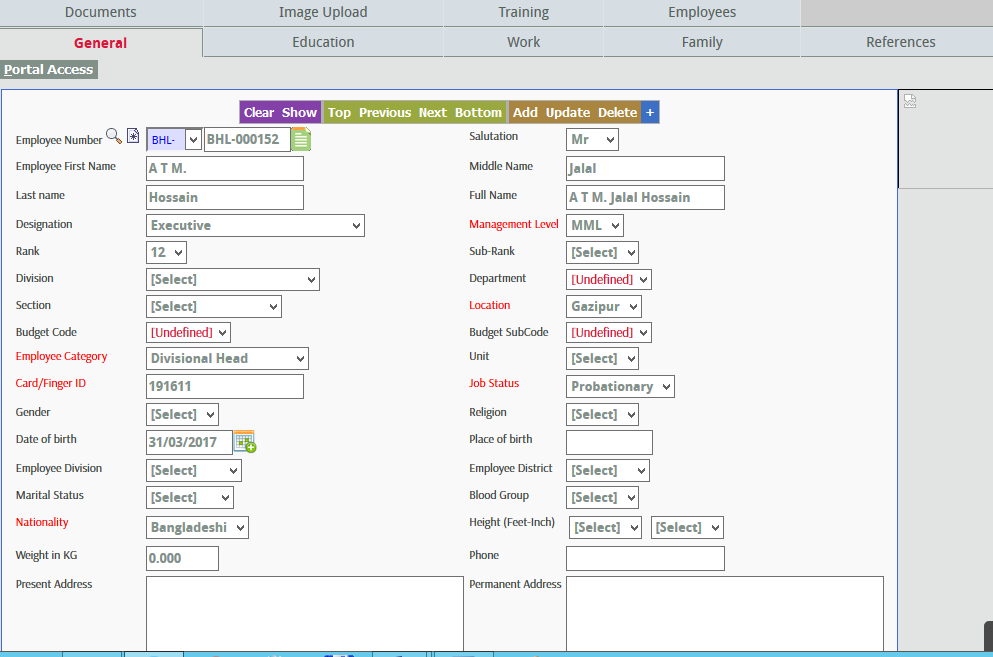 Documents Image Upload Training Employees
General Education Work Family References
Portal Access
Clear Show Top Previous Next Bottom Add Update Delete +
Employee Number BHL- BHL-000152 Salutation Mr
Employee First Name A T M. Middle Name Jalal
Last name Hossain Full Name A T M. Jalal Hossain
Designation Executive Management Level MML
Rank 12 Sub-Rank [Select]
Division [Select] Department [Undefined]
Section [Select] Location Gazipur
Budget Code [Undefined] Budget SubCode [Undefined]
Employee Category Divisional Head Unit [Select]
Card/Finger ID 191611 Job Status Probationary
Gender [Select] Religion [Select]
Date of birth 31/03/2017 Place of birth
Employee Division [Select] Employee District [Select]
Marital Status [Select] Blood Group [Select]
Nationality Bangladeshi Height (Feet-Inch) [Select] [Select]
Weight in KG 0.000 Phone
Present Address Permanent Address